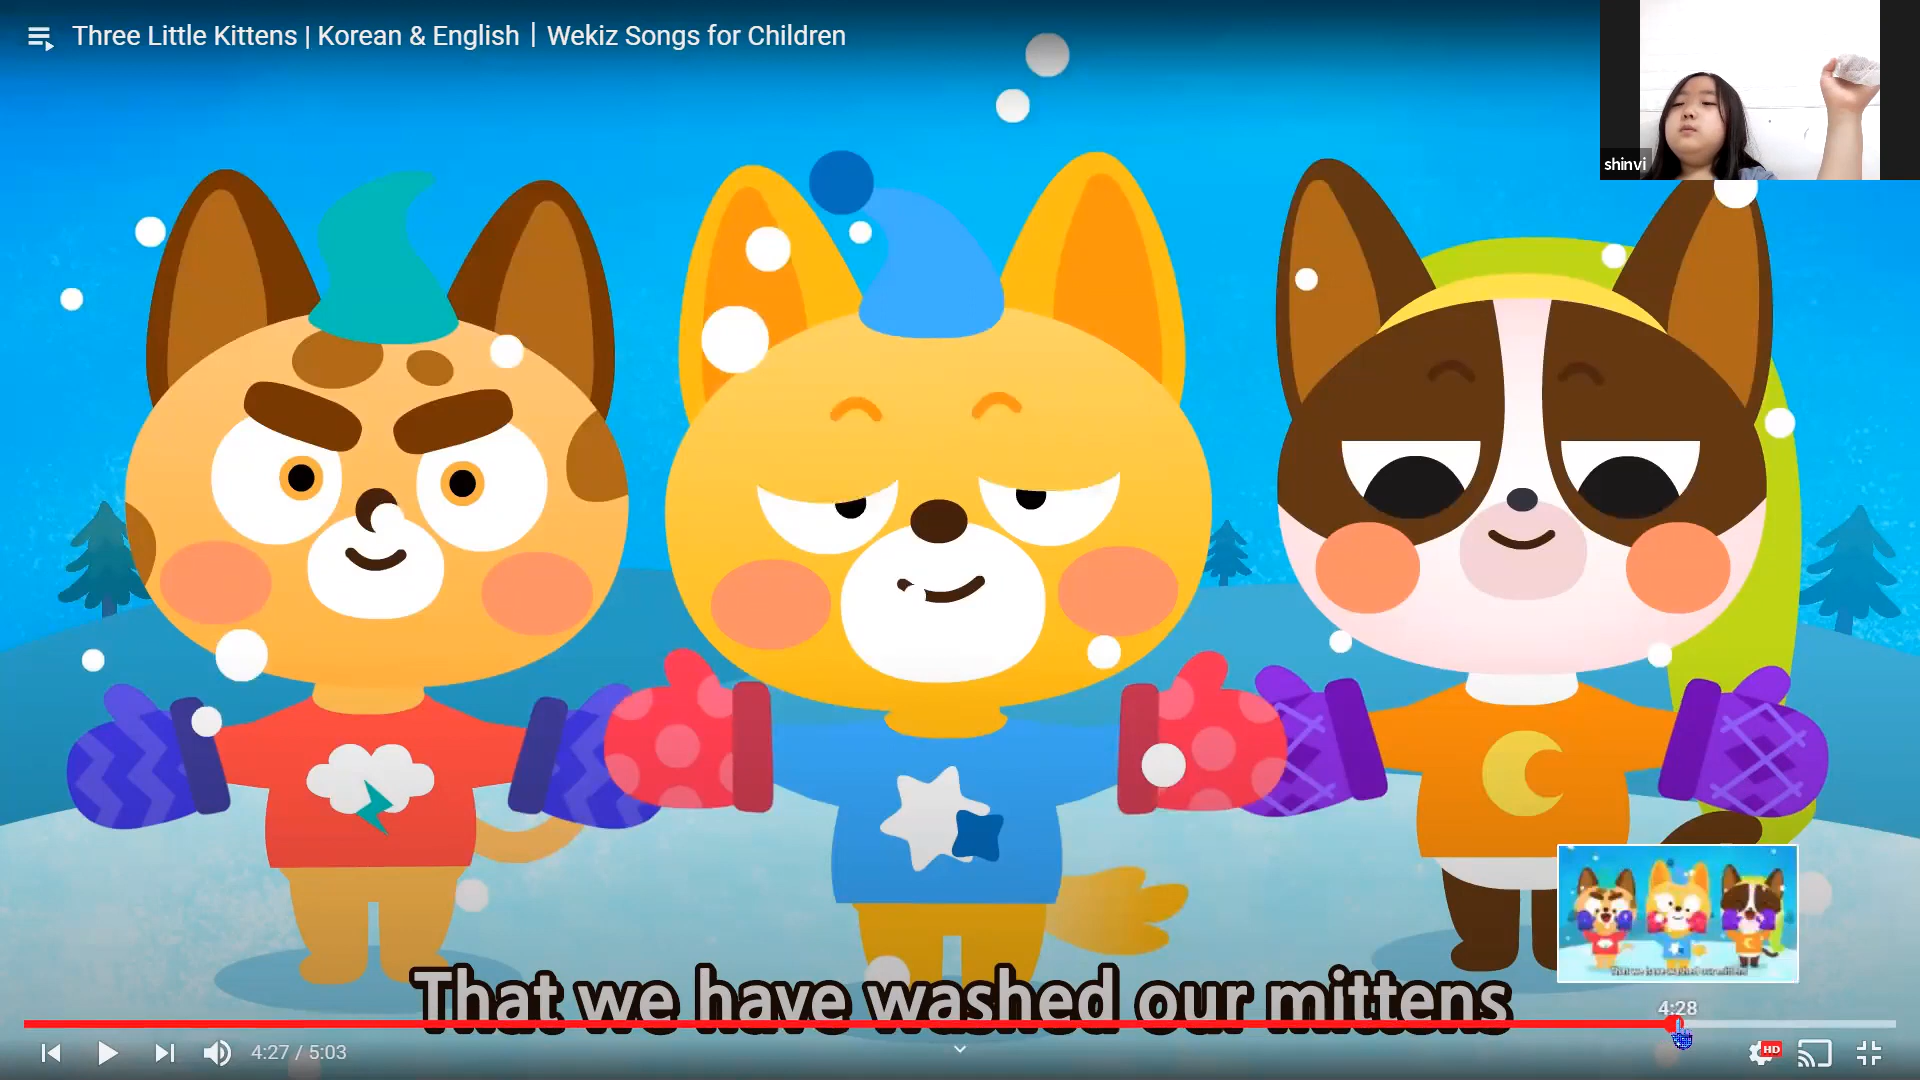 Three Little Kittens | Korean & English｜Wekiz Songs for Children
shinvi
That we have washed our mittens
4:28
4:27 / 5:03
HD